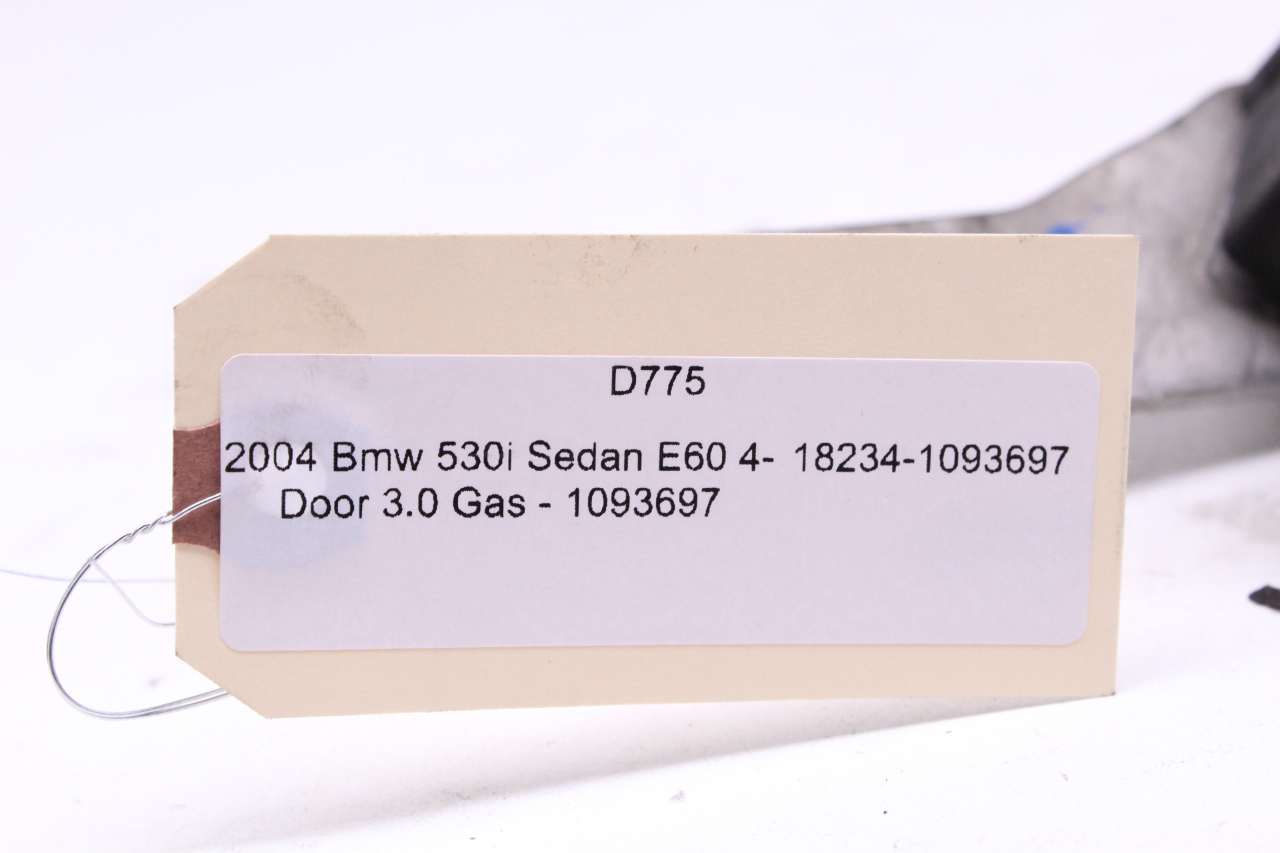 D775
2004 Bmw 530i Sedan E60 4- 18234-1093697
Door 3.0 Gas - 1093697